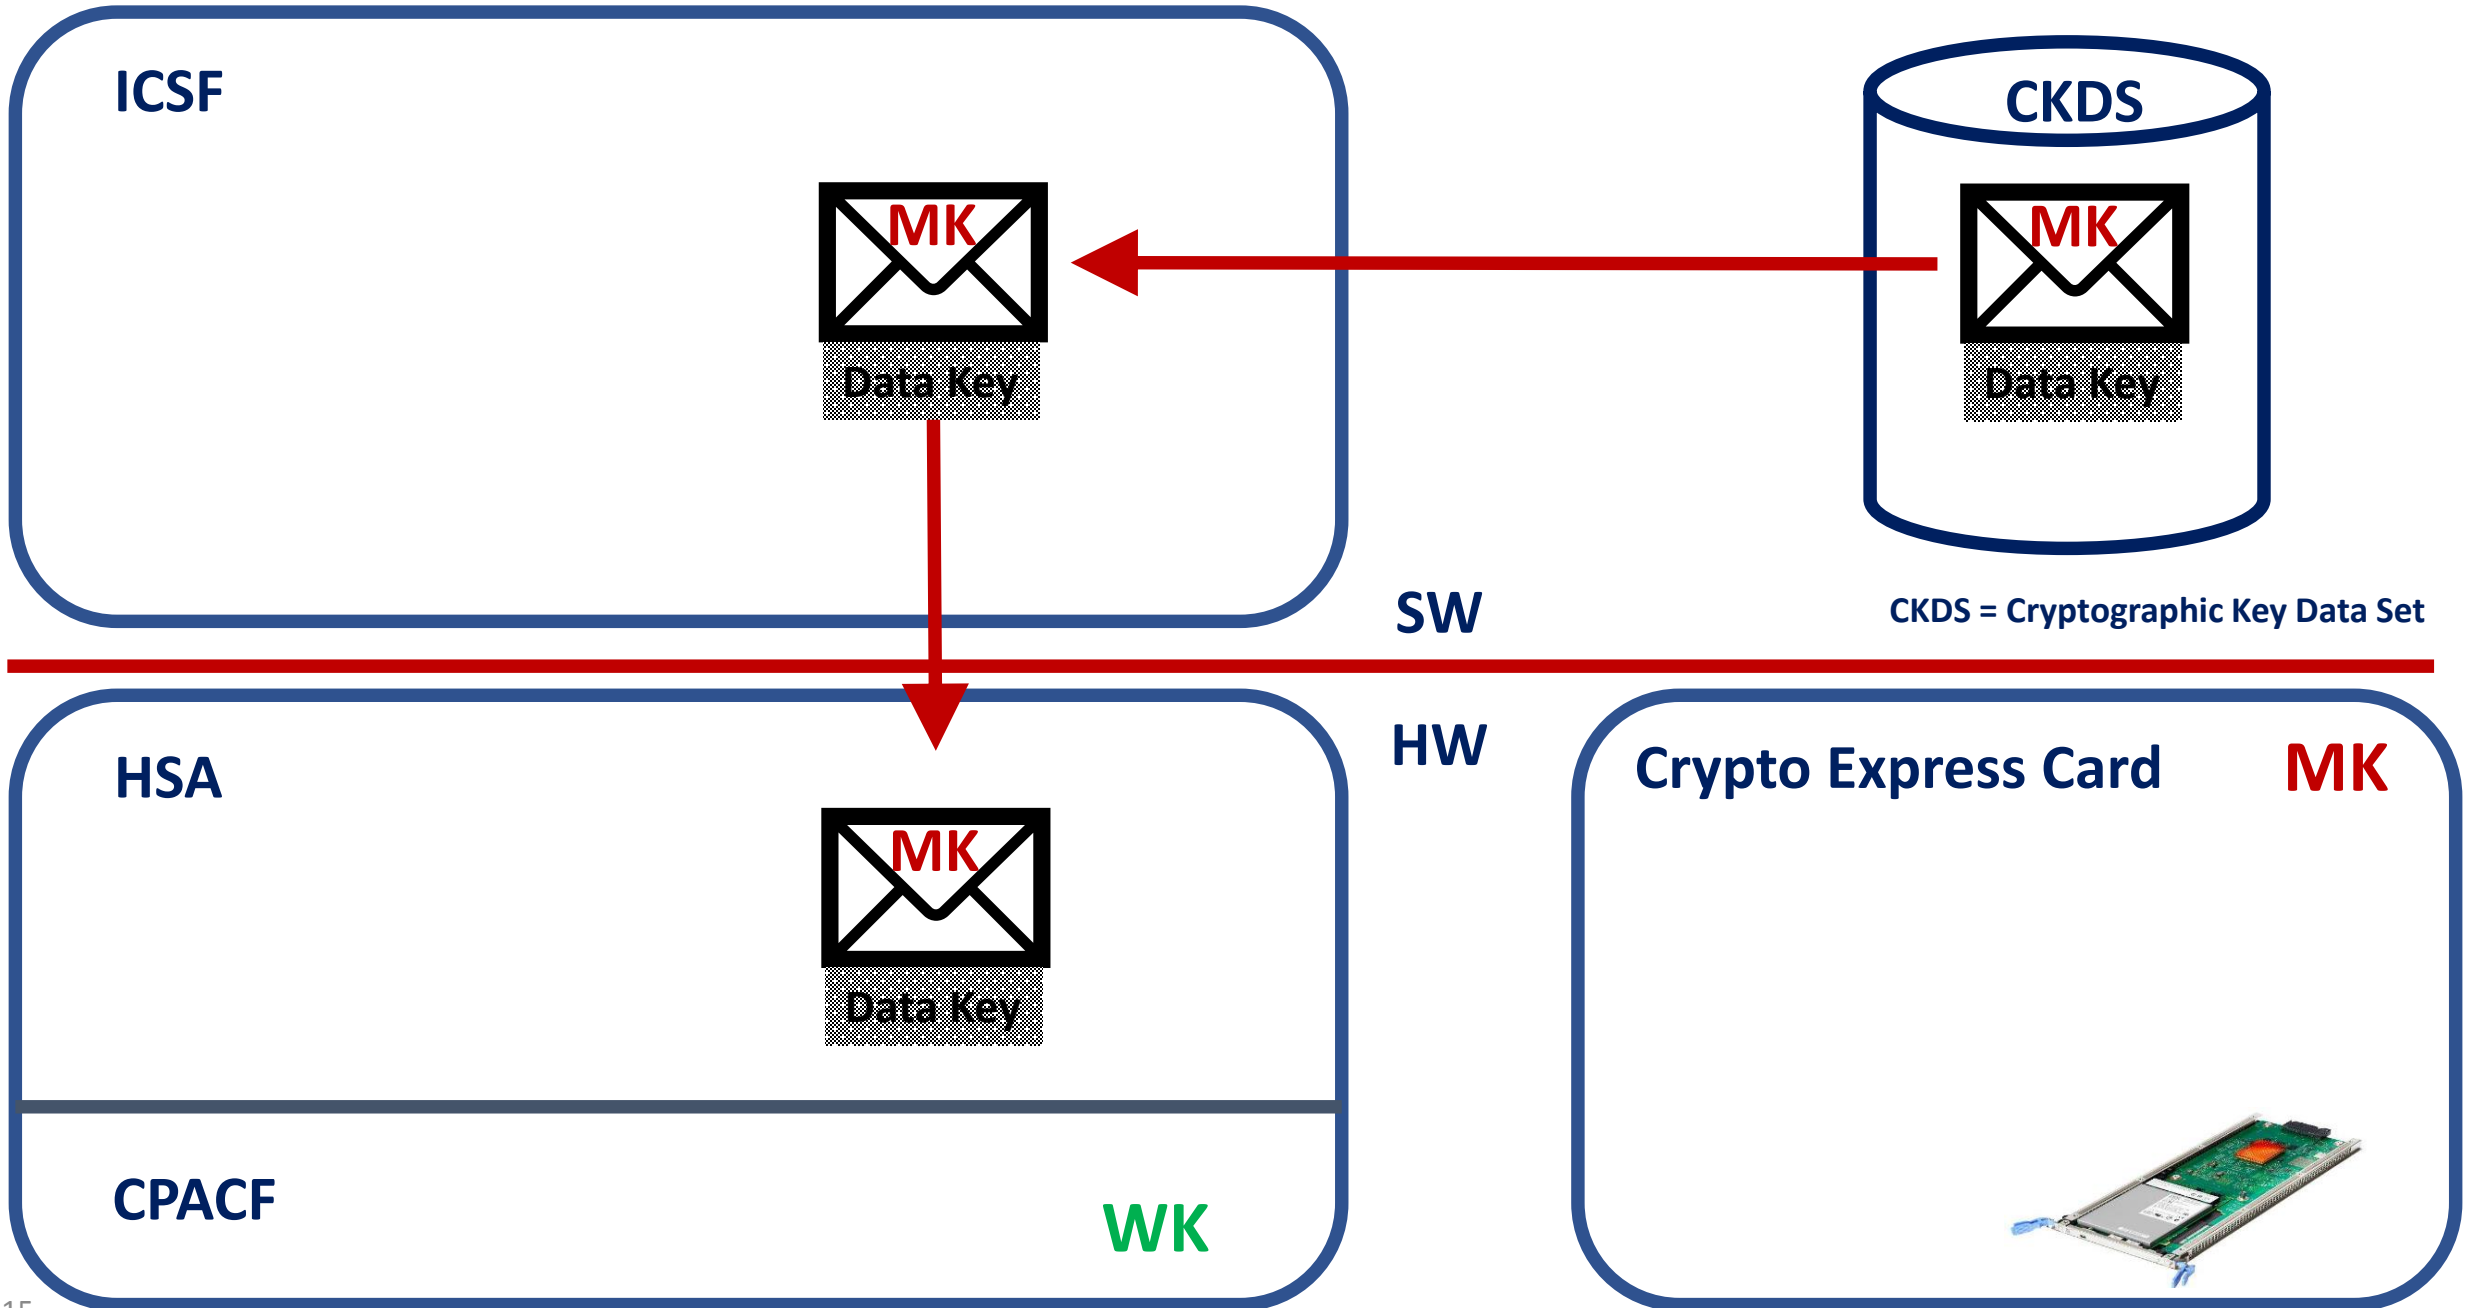 ICSF
CKDS
MK
Data Key
MK
Data Key
SW
CKDS = Cryptographic Key Data Set
HSA
HW
Crypto Express Card
MK
MK
Data Key
CPACF
WK
15